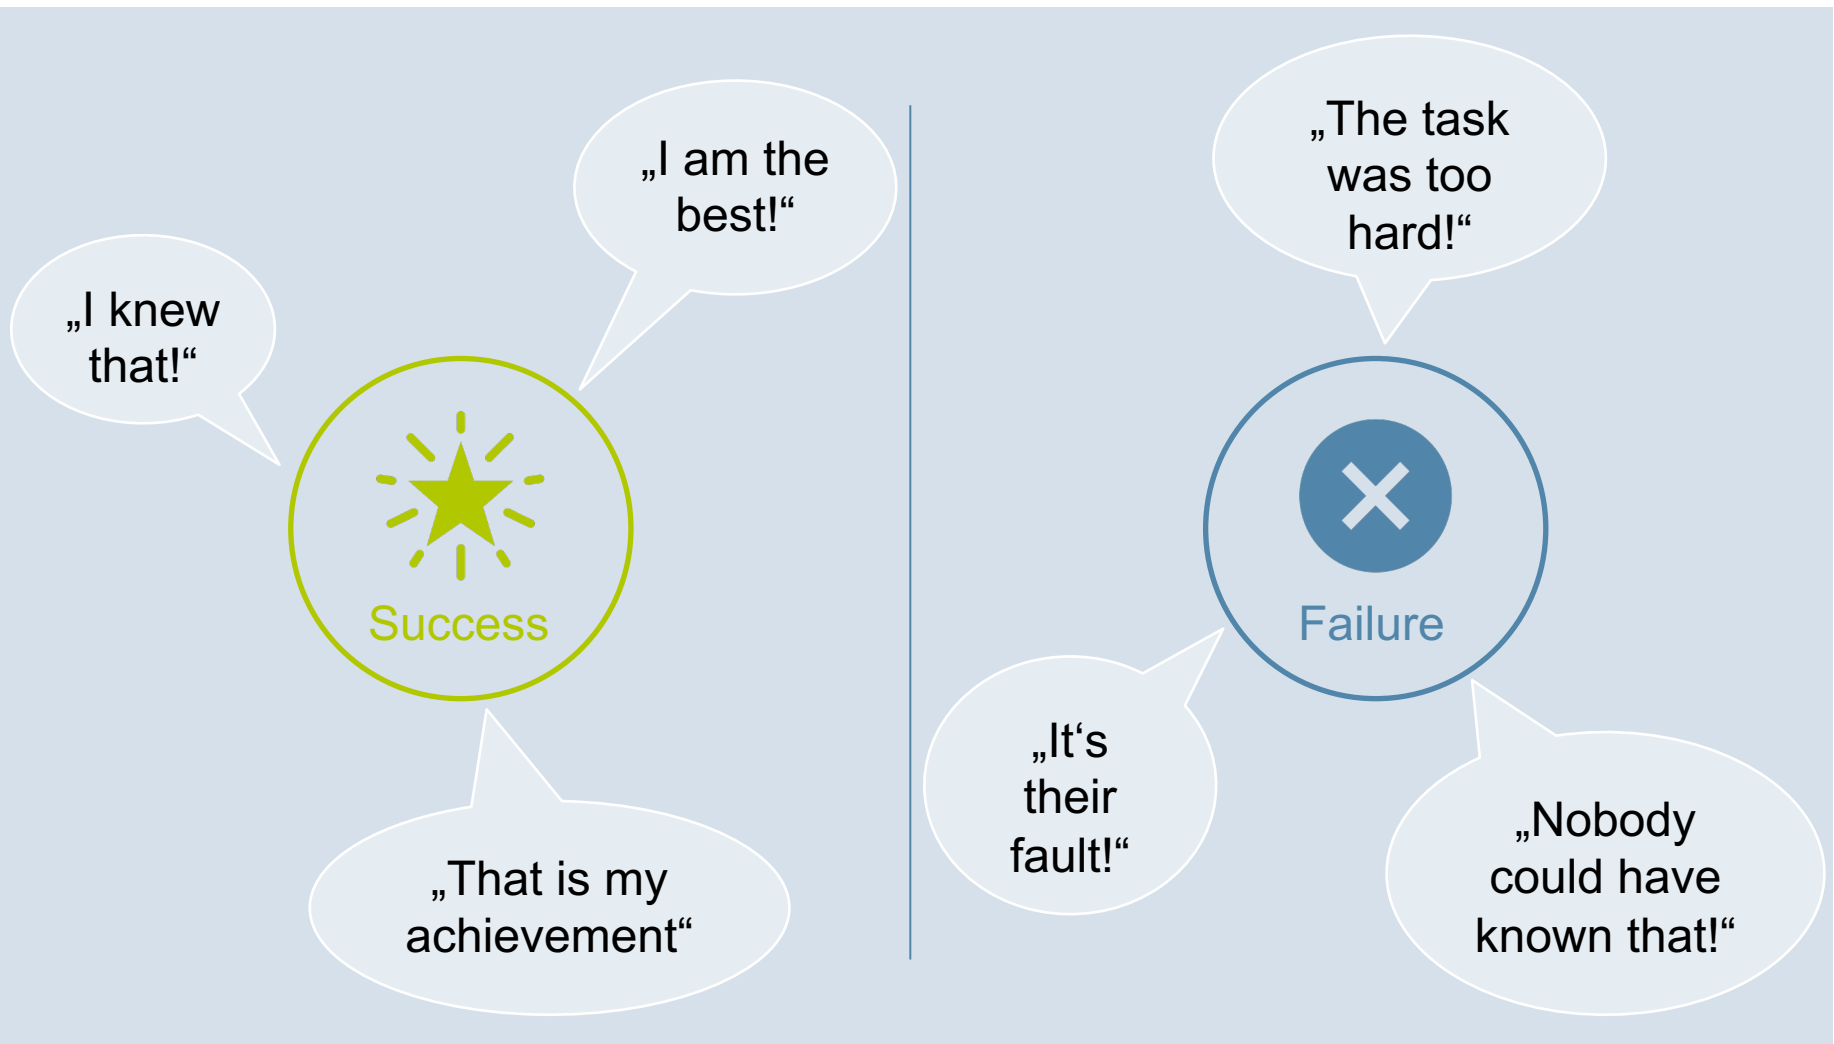 „I knew
that!“
„I am the
best!“
Success
„That is my
achievement“
„The task
was too
hard!“
Failure
„It‘s
their
fault!“
„Nobody
could have
known that!“